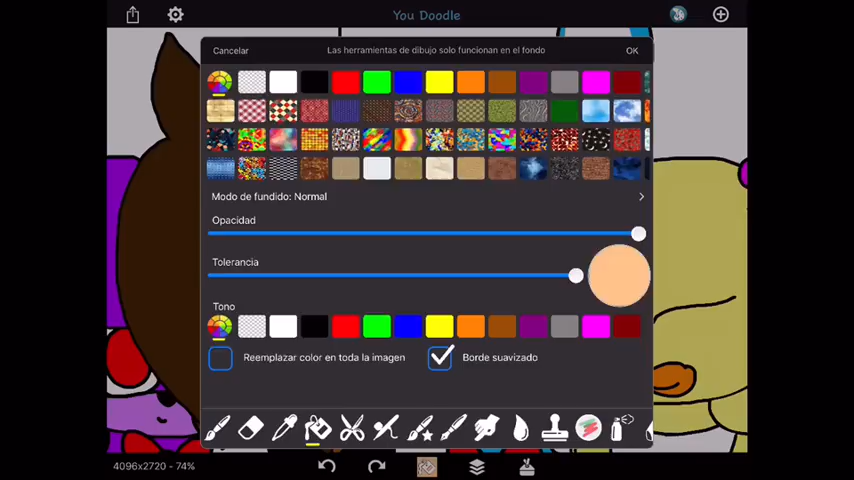 You Doodle
Cancelar
Las herramientas de dibujo solo funcionan en el fondo
OK
Modo de fundido: Normal
Opacidad
Tolerancia
Tono
Reemplazar color en toda la imagen
Borde suavizado
4096x2720 - 74%